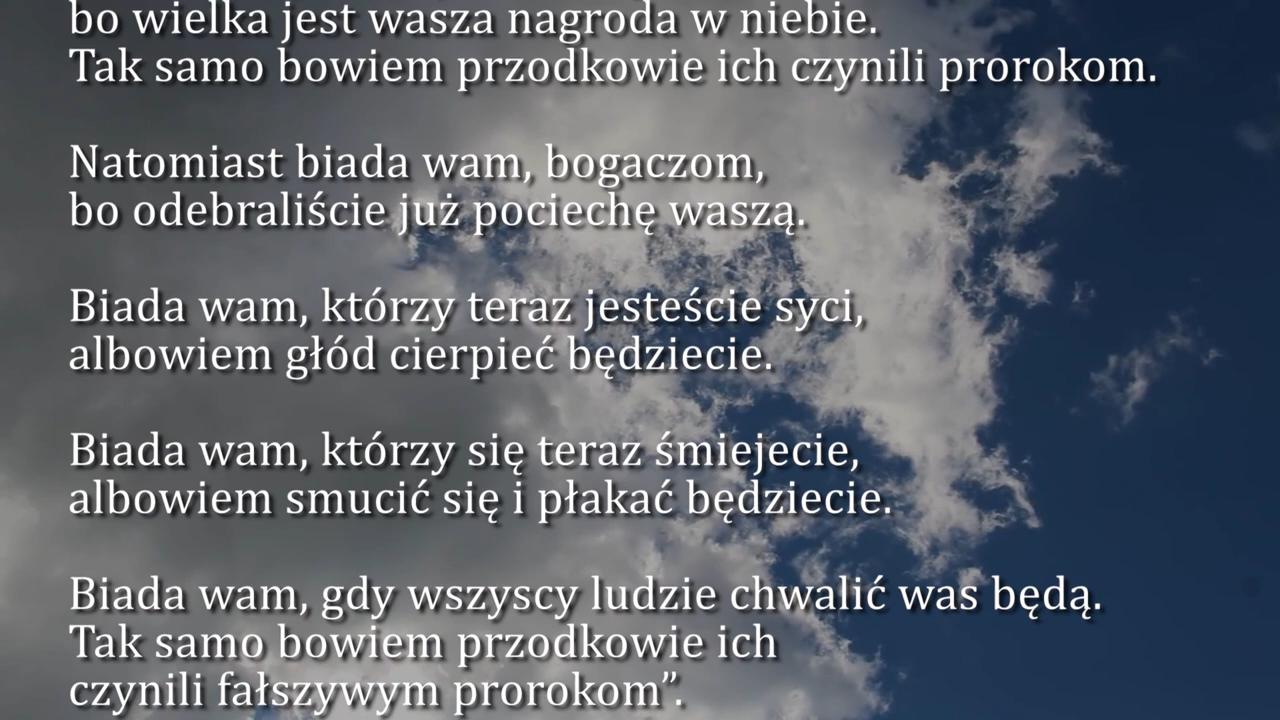 bo wielka jest wasza nagroda w niebie.
Tak samo bowiem przodkowie ich czynili prorokom.
Natomiast biada wam, bogaczom,
bo odebraliście już pociechę waszą.
Biada wam, którzy teraz jesteście syci,
albowiem głód cierpieć będziecie.
Biada wam, którzy się teraz śmiejecie,
albowiem smucić się i płakać będziecie.
Biada wam, gdy wszyscy ludzie chwalić was będą.
Tak samo bowiem przodkowie ich
czynili fałszywym prorokom”.